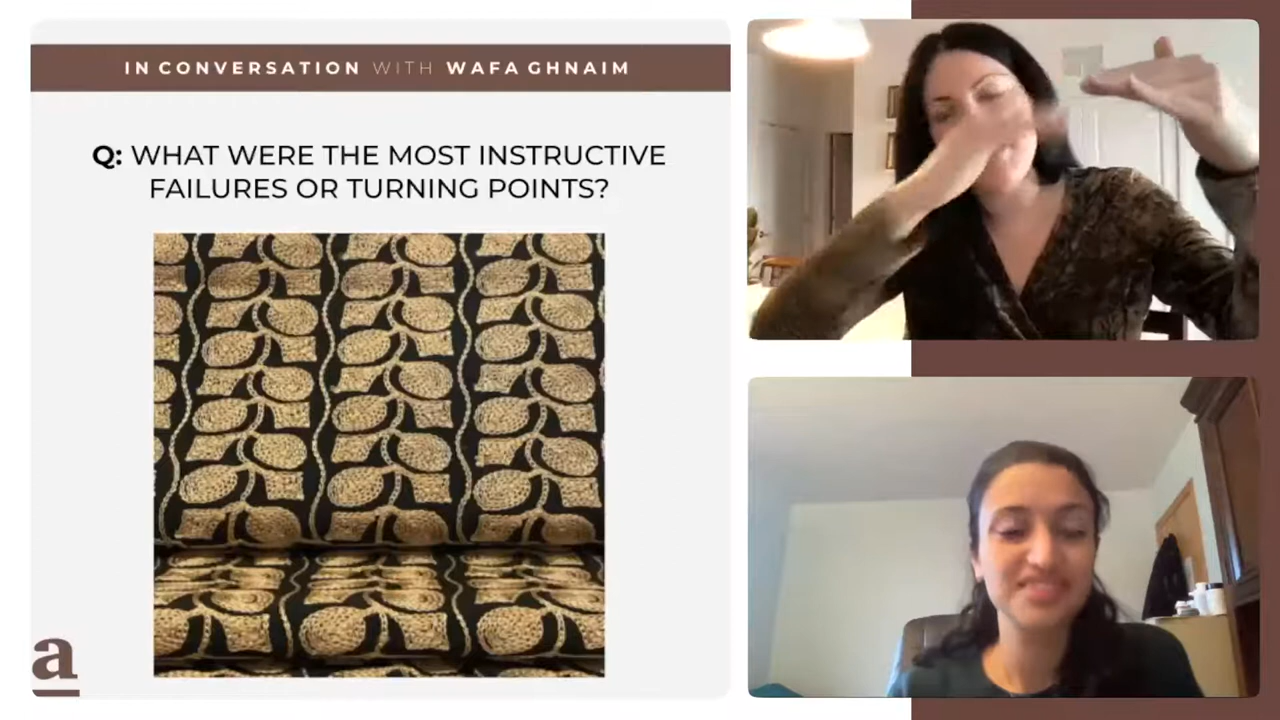 IN CONVERSATION WITH WAFA GHNAIM
Q: WHAT WERE THE MOST INSTRUCTIVE
FAILURES OR TURNING POINTS?
a